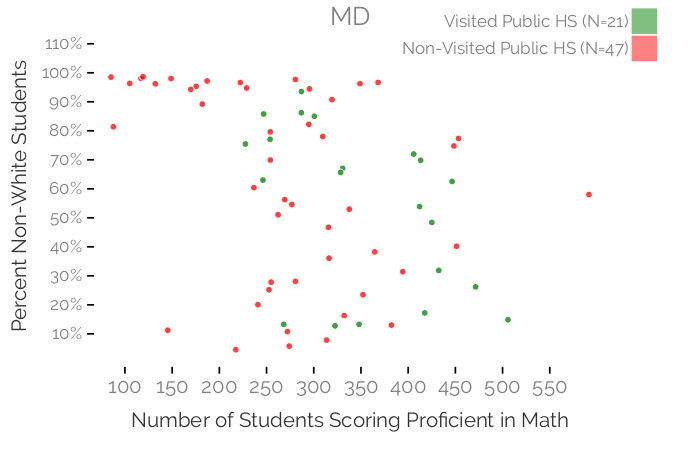 MD
Visited Public HS (N=21)
Non-Visited Public HS (N=47)
Percent Non-White Students
110%
100%
90%
80%
70%
60%
50%
40%
30%
20%
10%
100 150 200 250 300 350 400 450 500 550
Number of Students Scoring Proficient in Math